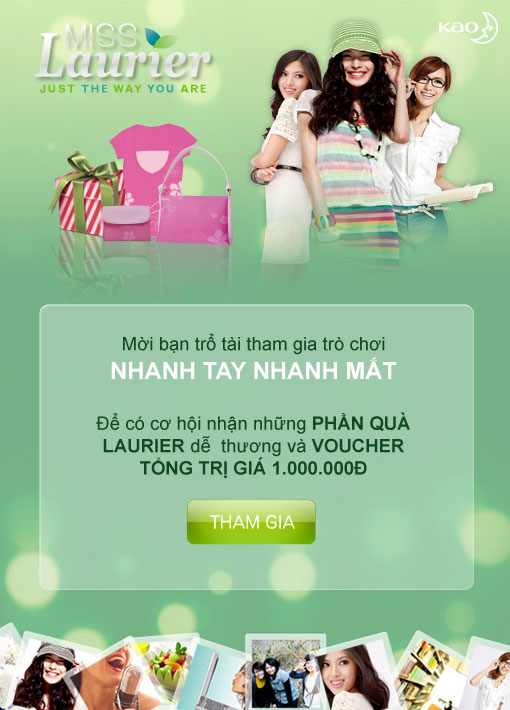 MISS
Laurier
JUST THE WAY YOU ARE
Kao
Mời bạn trổ tài tham gia trò chơi
NHANH TAY NHANH MẮT
Để có cơ hội nhận những PHẦN QUÀ
LAURIER dễ thương và VOUCHER
TỔNG TRỊ GIÁ 1.000.000Đ
THAM GIA